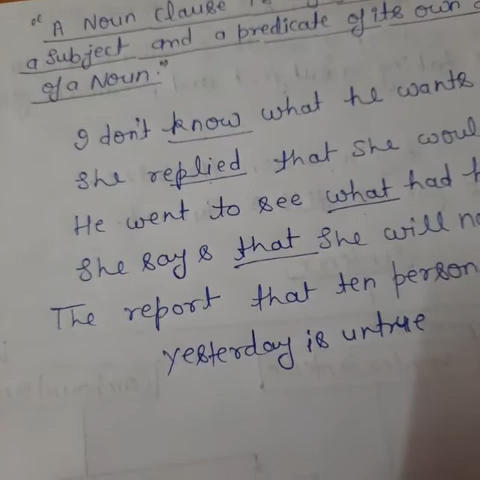 " A Noun Clause
a subject and a predicate of its own
of a Noun."
I don't know what he wants
She replied that she
He went to see what had
She says that she will
The report that ten person
yesterday is untrue